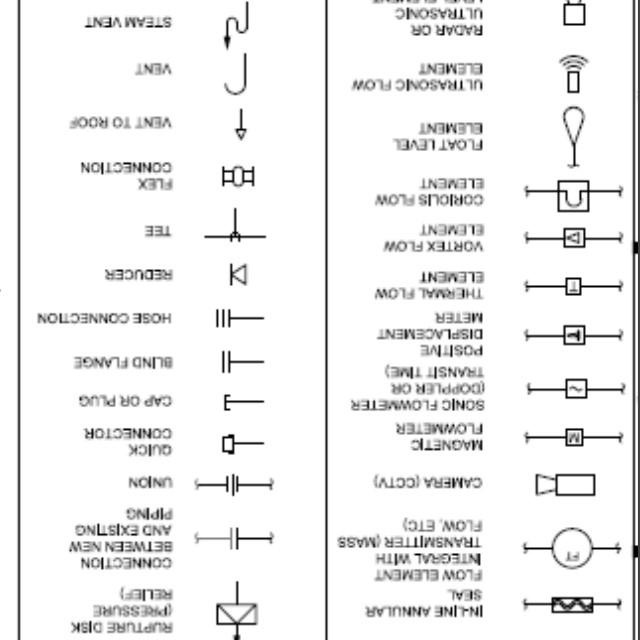 IN-LINE ANNULAR
SEAL
FT
FLOW ELEMENT
INTEGRAL WITH
TRANSMITTER (MASS
FLOW, ETC)
CAMERA (CCTV)
M
MAGNETIC
FLOWMETER
SONIC FLOWMETER
(DOPPLER OR
TRANSIT TIME)
POSITIVE
DISPLACEMENT
METER
T
THERMAL FLOW
ELEMENT
VORTEX FLOW
ELEMENT
CORIOLIS FLOW
ELEMENT
FLOAT LEVEL
ELEMENT
ULTRASONIC FLOW
ELEMENT
RADAR OR
ULTRASONIC
RUPTURE DISK
(PRESSURE
RELIEF)
CONNECTION
BETWEEN NEW
AND EXISTING
PIPING
UNION
QUICK
CONNECTOR
CAP OR PLUG
BLIND FLANGE
HOSE CONNECTION
REDUCER
TEE
FLEX
CONNECTION
VENT TO ROOF
VENT
STEAM VENT